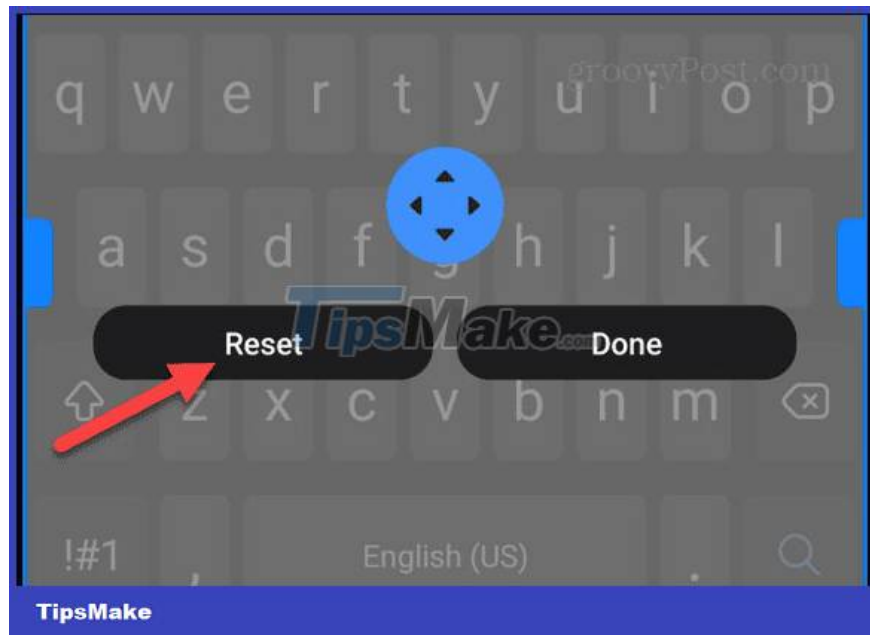 groovyPost.com
q w e r t y u i o p
a s d f g h j k l
Reset
TipsMake.com
Done
z x c v b n m
!#1 , English (US) .
TipsMake